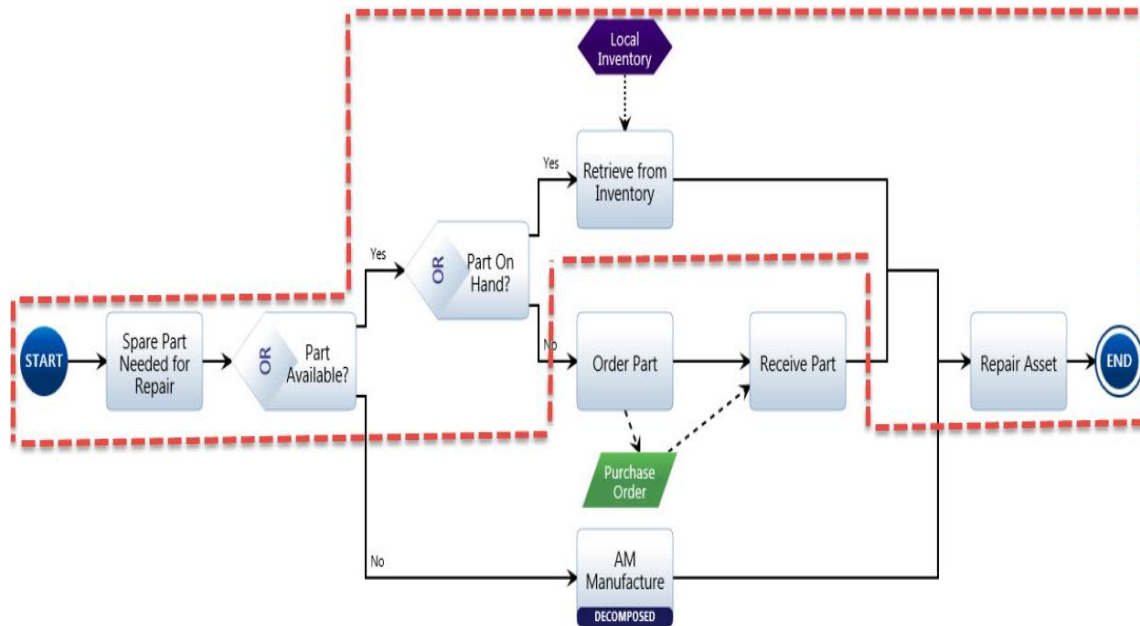 Local
Inventory
Yes
Retrieve from
Inventory
Yes
OR
Part On
Hand?
START
Spare Part
Needed for
Repair
OR
Part
Available?
No
Order Part
Receive Part
Repair Asset
END
Purchase
Order
No
AM
Manufacture
DECOMPOSED